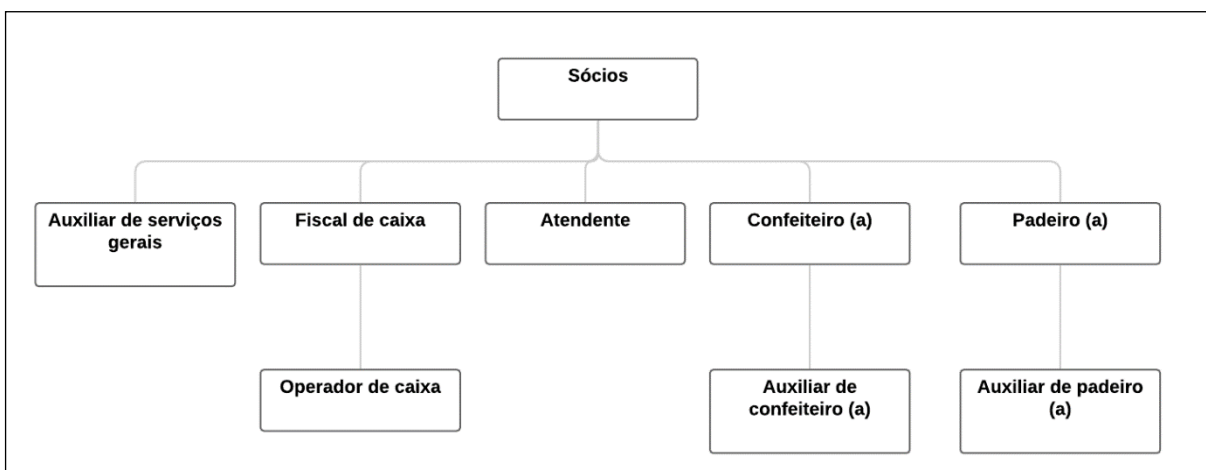 Sócios
Auxiliar de serviços
gerais
Fiscal de caixa
Atendente
Confeiteiro (a)
Padeiro (a)
Operador de caixa
Auxiliar de
confeiteiro (a)
Auxiliar de padeiro
(a)